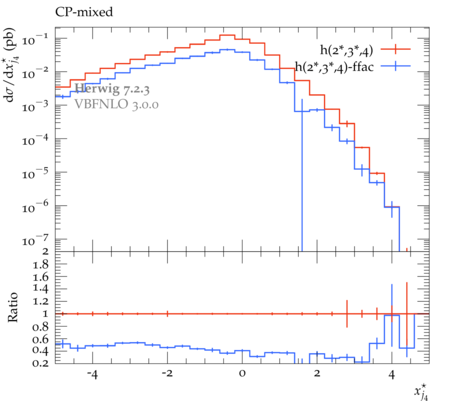 CP-mixed
dσ/dx*_{j4} (pb)
10⁻¹
10⁻²
10⁻³
10⁻⁴
10⁻⁵
10⁻⁶
10⁻⁷
h(2*,3*,4)
h(2*,3*,4)-ffac
Herwig 7.2.3
VBFNLO 3.0.0
Ratio
2
1.8
1.6
1.4
1.2
1
0.8
0.6
0.4
0.2
-4 -2 0 2 4
x*_{j4}